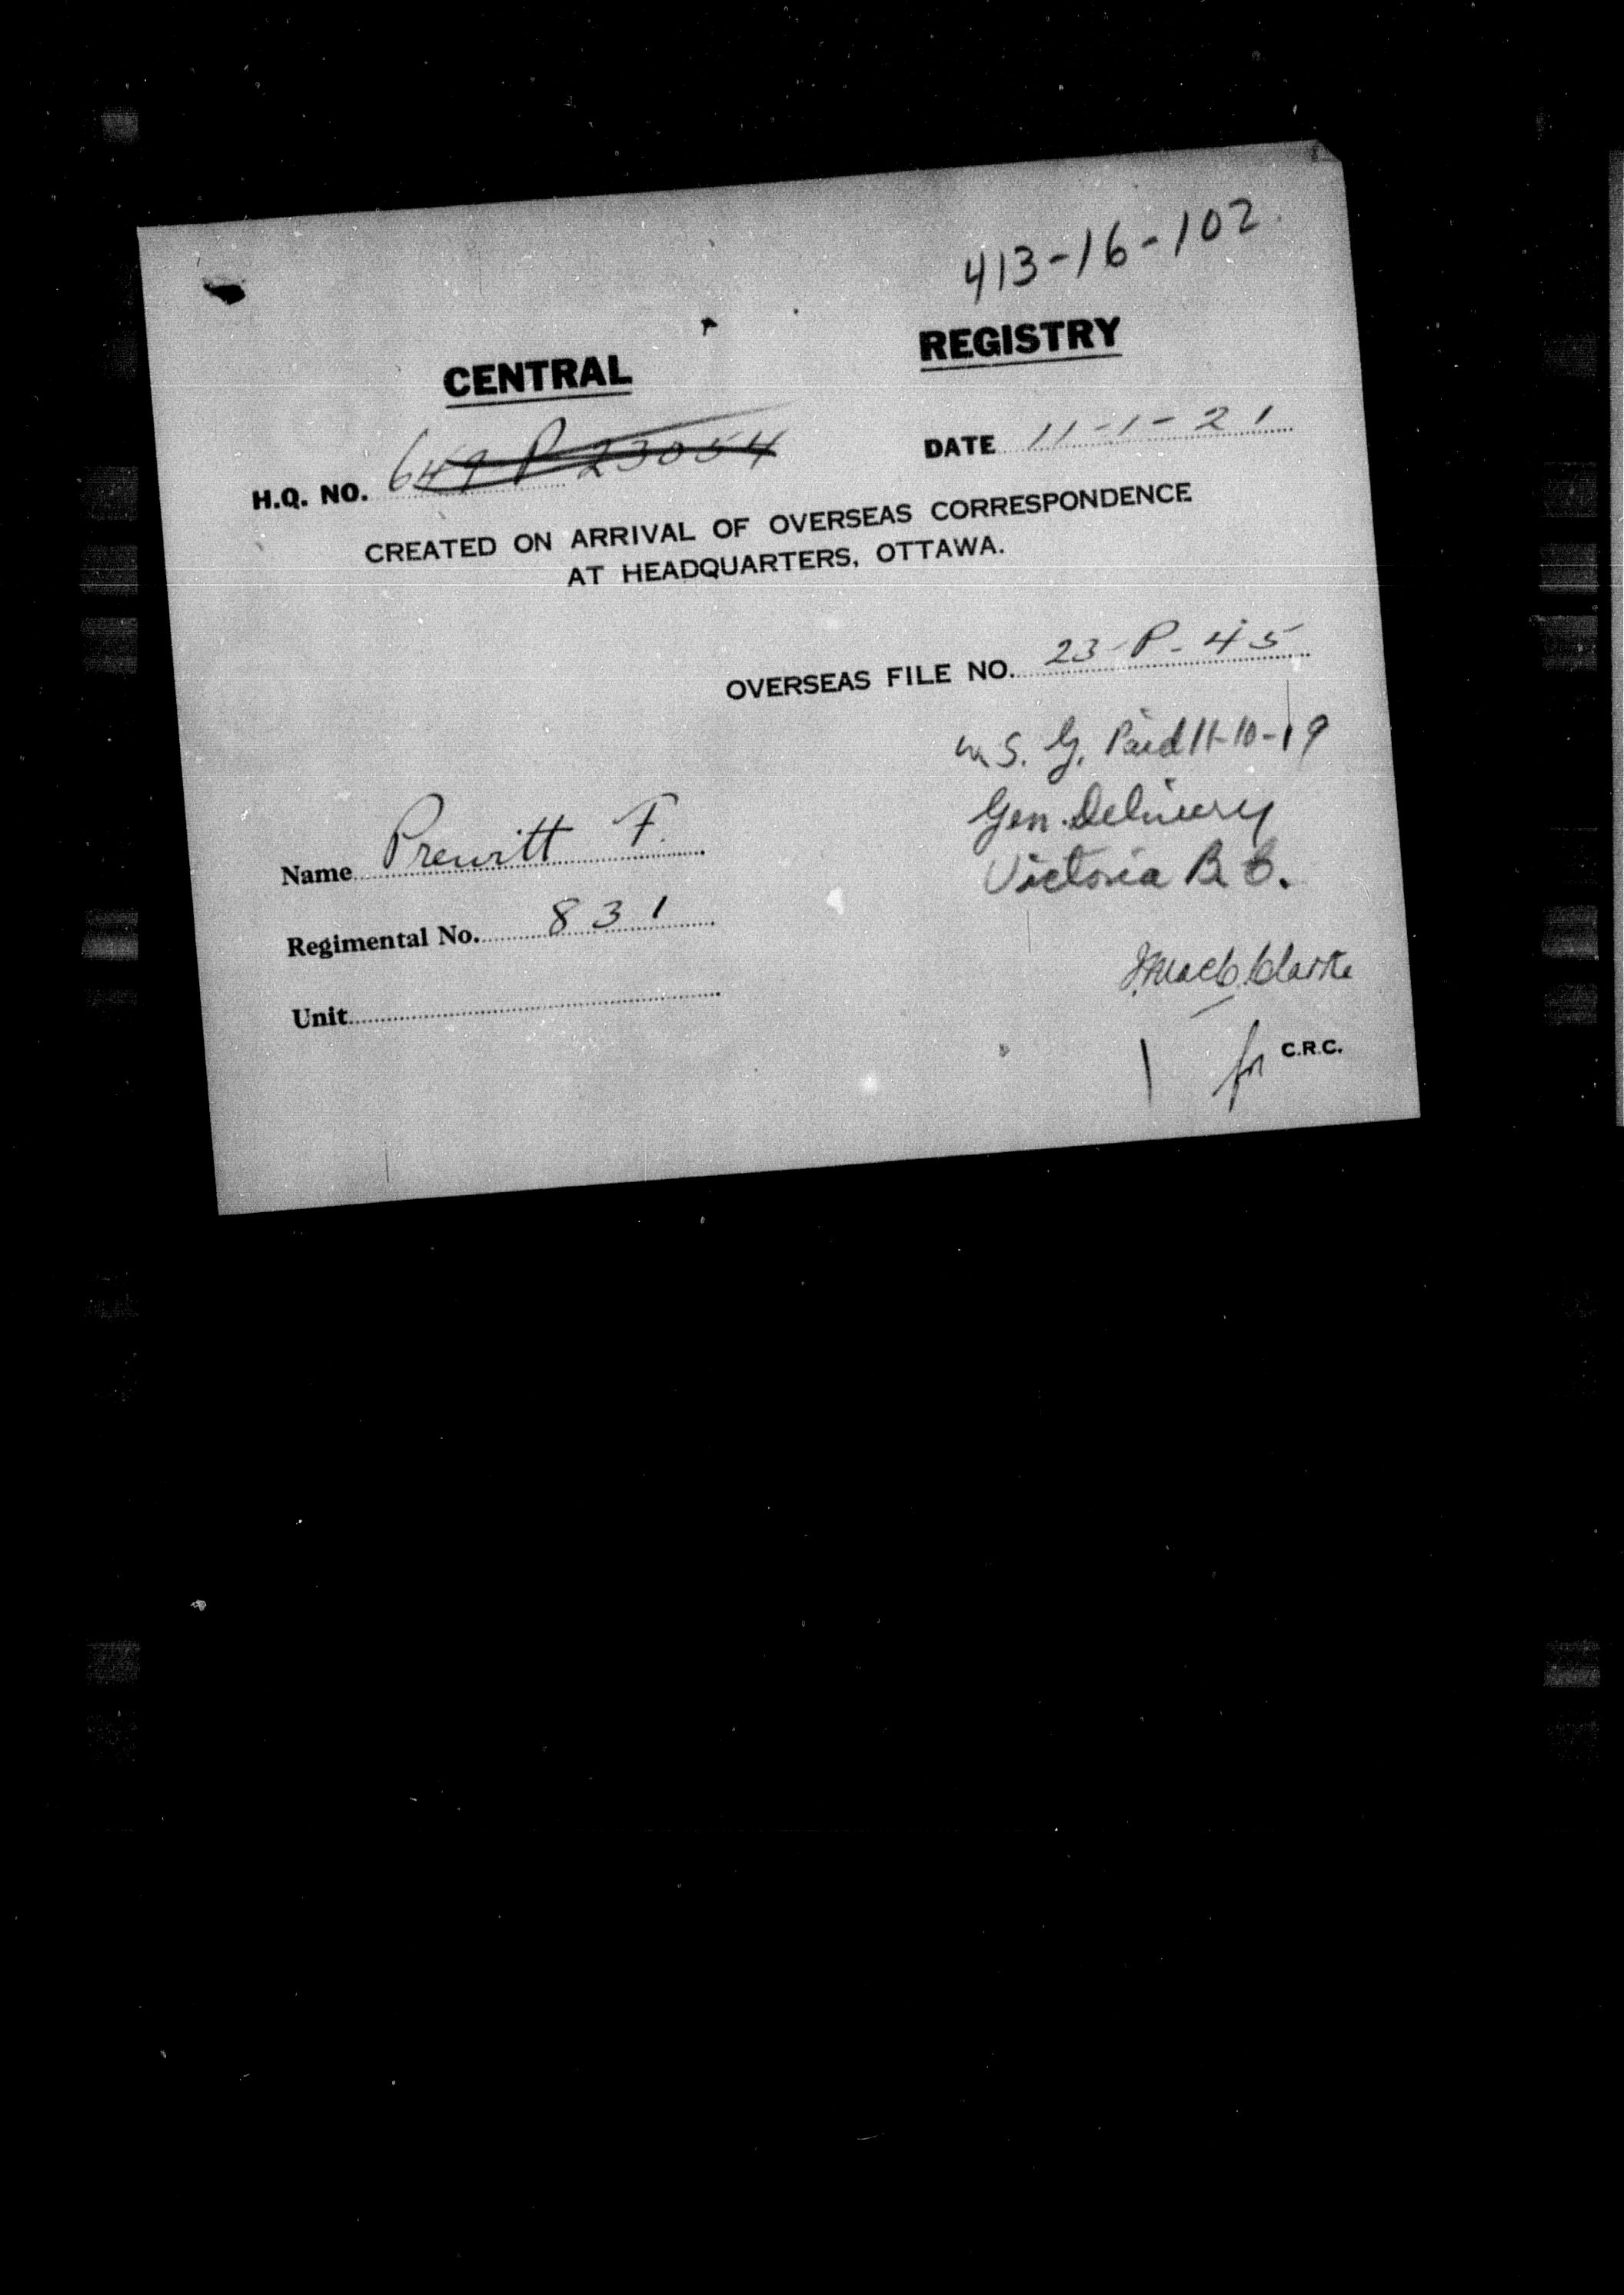 413-16-102
CENTRAL REGISTRY
H.Q. NO. 649 P 23054 DATE 11-1-21
CREATED ON ARRIVAL OF OVERSEAS CORRESPONDENCE
AT HEADQUARTERS, OTTAWA.
OVERSEAS FILE NO. 23-P-45
W.S.G. Paid 11-10-19
Gen. Delivery
Victoria B.C.
Name Prewitt F.
Regimental No. 831
Unit
Clarke
for C.R.C.